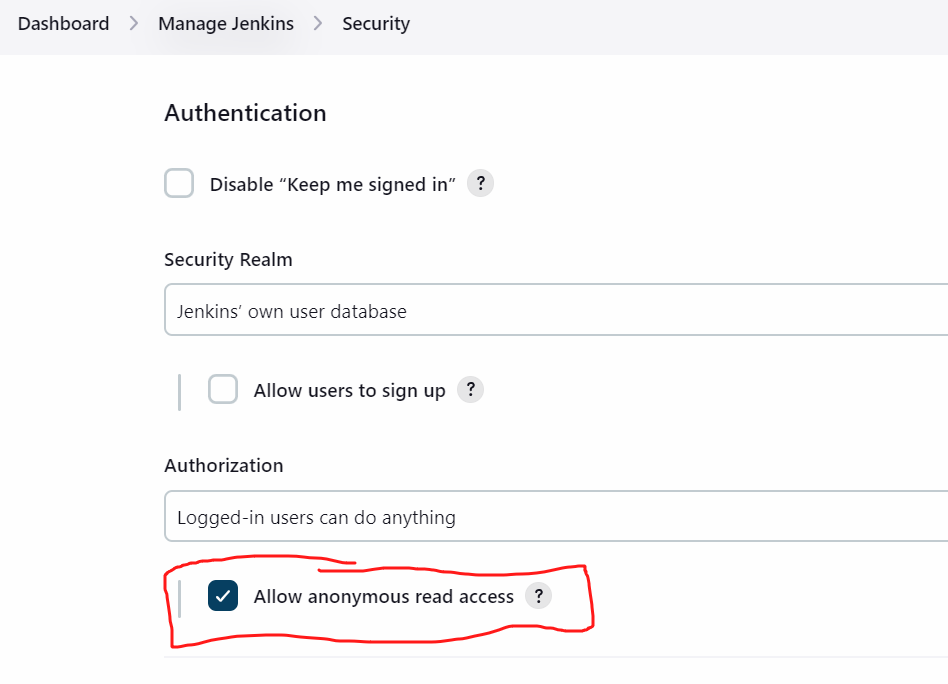 Dashboard > Manage Jenkins > Security
Authentication
Disable “Keep me signed in” ?
Security Realm
Jenkins’ own user database
Allow users to sign up ?
Authorization
Logged-in users can do anything
Allow anonymous read access ?